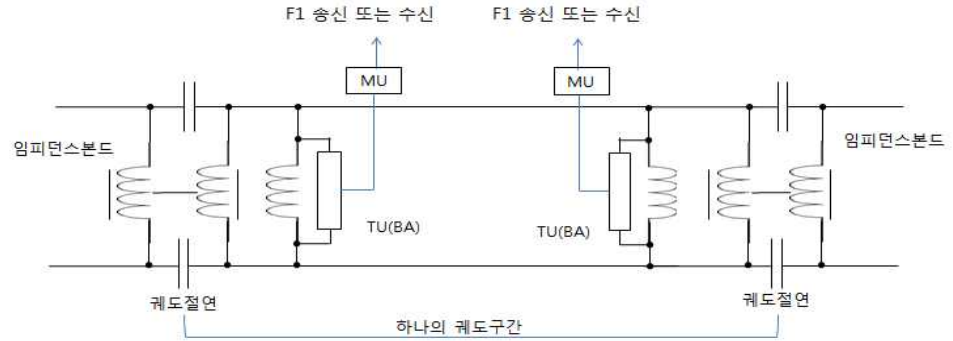 F1 송신 또는 수신
F1 송신 또는 수신
MU
MU
임피던스본드
임피던스본드
TU(BA)
TU(BA)
궤도절연
궤도절연
하나의 궤도구간